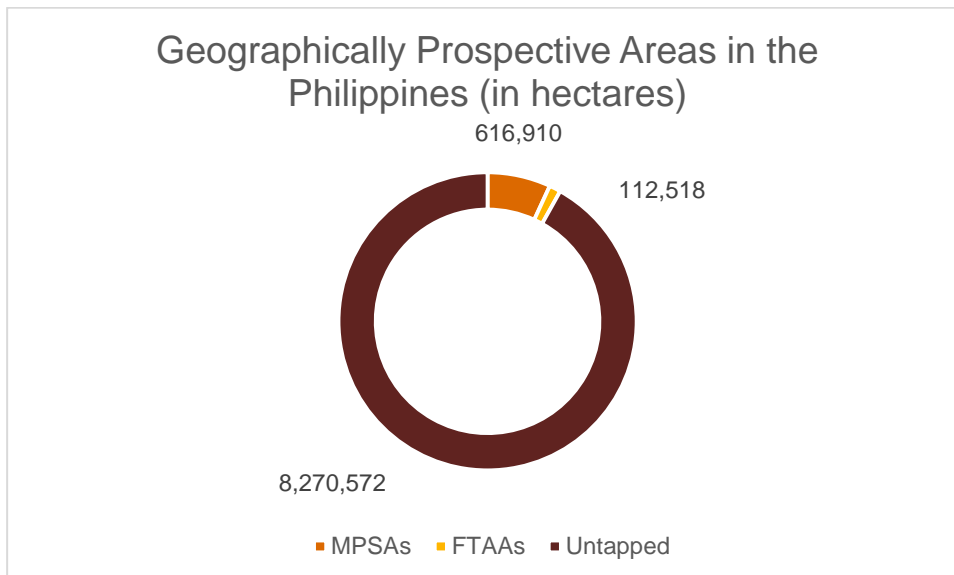 Geographically Prospective Areas in the
Philippines (in hectares)
616,910
112,518
8,270,572
MPSAs FTAAs Untapped